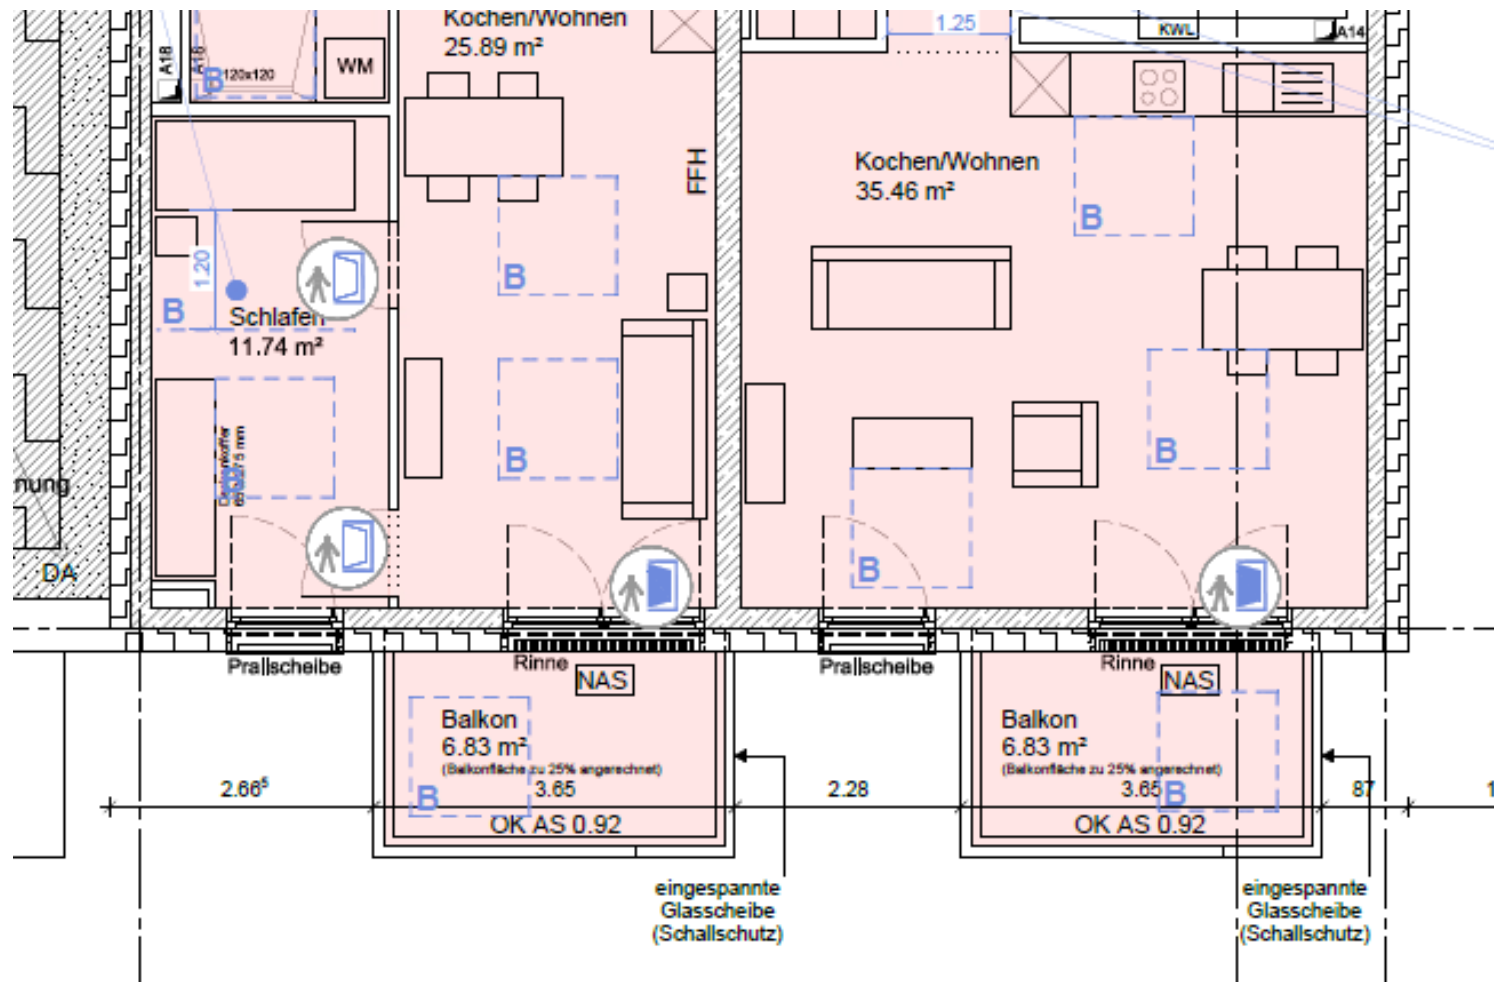 Kochen/Wohnen
25.89 m²
1.25
KWL
A14
A18
A18
B
120x120
WM
FFH
Kochen/Wohnen
35.46 m²
B
1.20
B
B
Schlafen
11.74 m²
B
B
B
nung
DA
B
Prallscheibe
Rinne
NAS
Prallscheibe
Rinne
NAS
Balkon
6.83 m²
(Balkonfläche zu 25% angerechnet)
Balkon
6.83 m²
(Balkonfläche zu 25% angerechnet)
2.66⁵
B
3.65
2.28
3.65
B
87
1
OK AS 0.92
OK AS 0.92
eingespannte
Glasscheibe
(Schallschutz)
eingespannte
Glasscheibe
(Schallschutz)